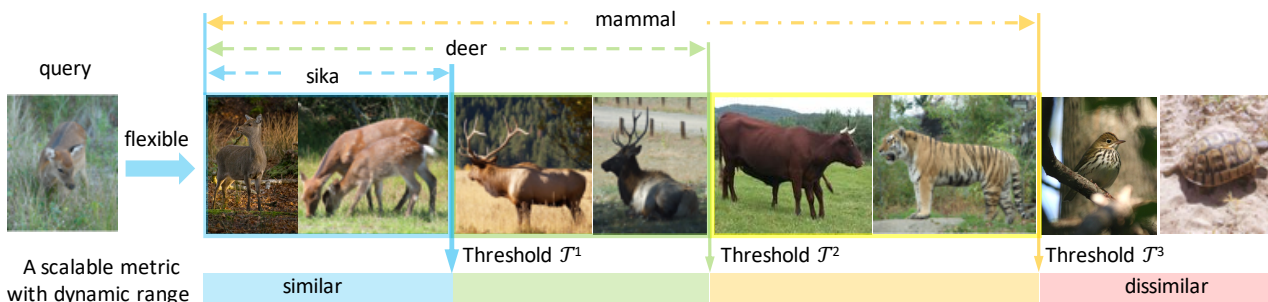 mammal
deer
query
sika
flexible
Threshold 𝒯¹
Threshold 𝒯²
Threshold 𝒯³
A scalable metric
with dynamic range
similar
dissimilar